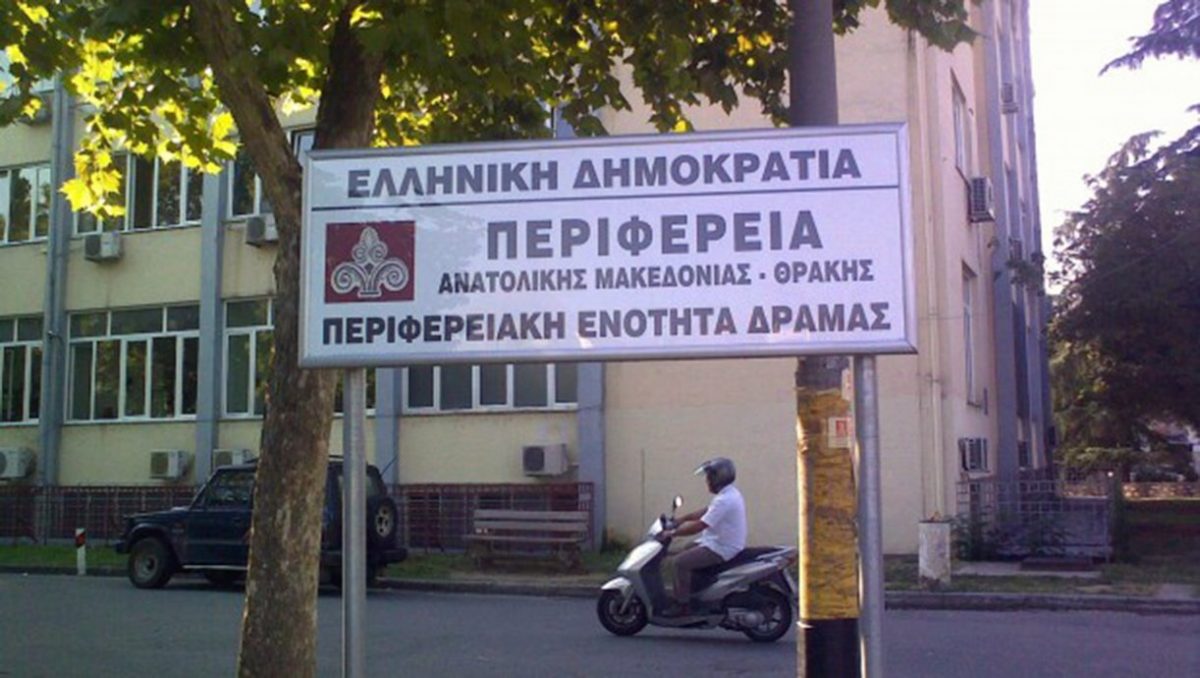 ΕΛΛΗΝΙΚΗ ΔΗΜΟΚΡΑΤΙΑ
ΠΕΡΙΦΕΡΕΙΑ
ΑΝΑΤΟΛΙΚΗΣ ΜΑΚΕΔΟΝΙΑΣ - ΘΡΑΚΗΣ
ΠΕΡΙΦΕΡΕΙΑΚΗ ΕΝΟΤΗΤΑ ΔΡΑΜΑΣ